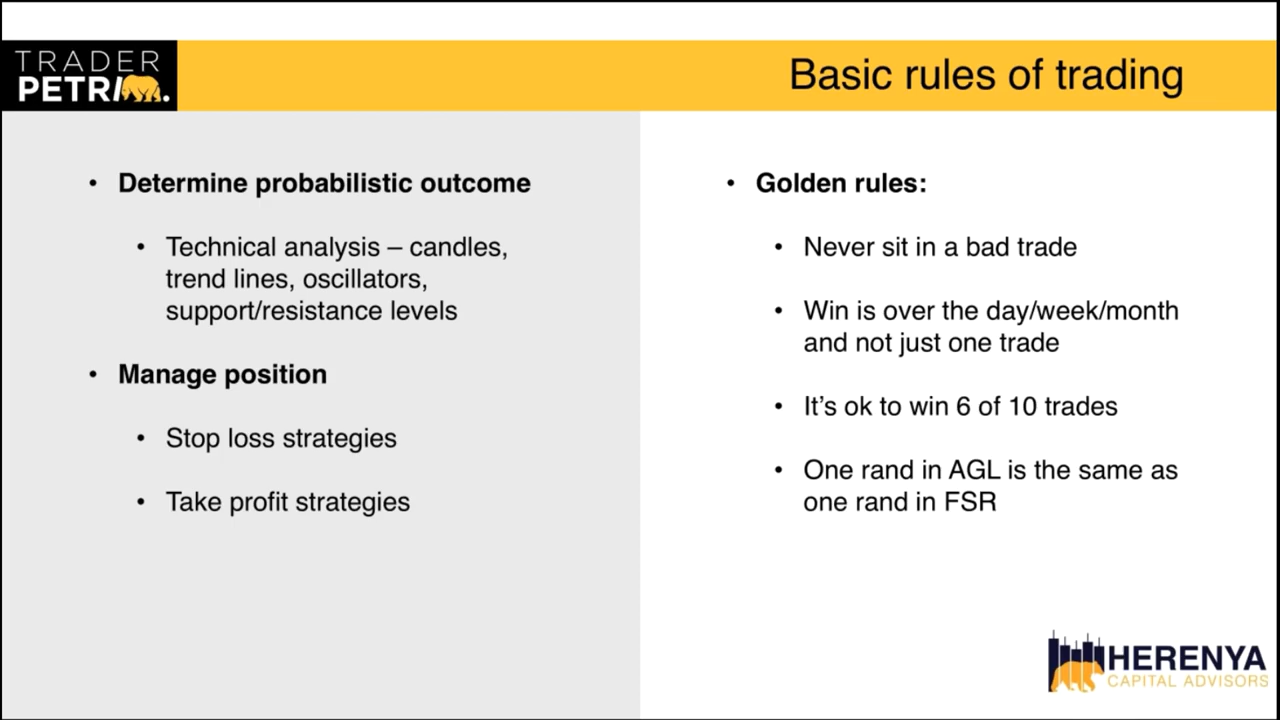 TRADER
PETRI
Basic rules of trading
• Determine probabilistic outcome
• Technical analysis – candles,
trend lines, oscillators,
support/resistance levels
• Manage position
• Stop loss strategies
• Take profit strategies
• Golden rules:
• Never sit in a bad trade
• Win is over the day/week/month
and not just one trade
• It’s ok to win 6 of 10 trades
• One rand in AGL is the same as
one rand in FSR
HERENYA
CAPITAL ADVISORS